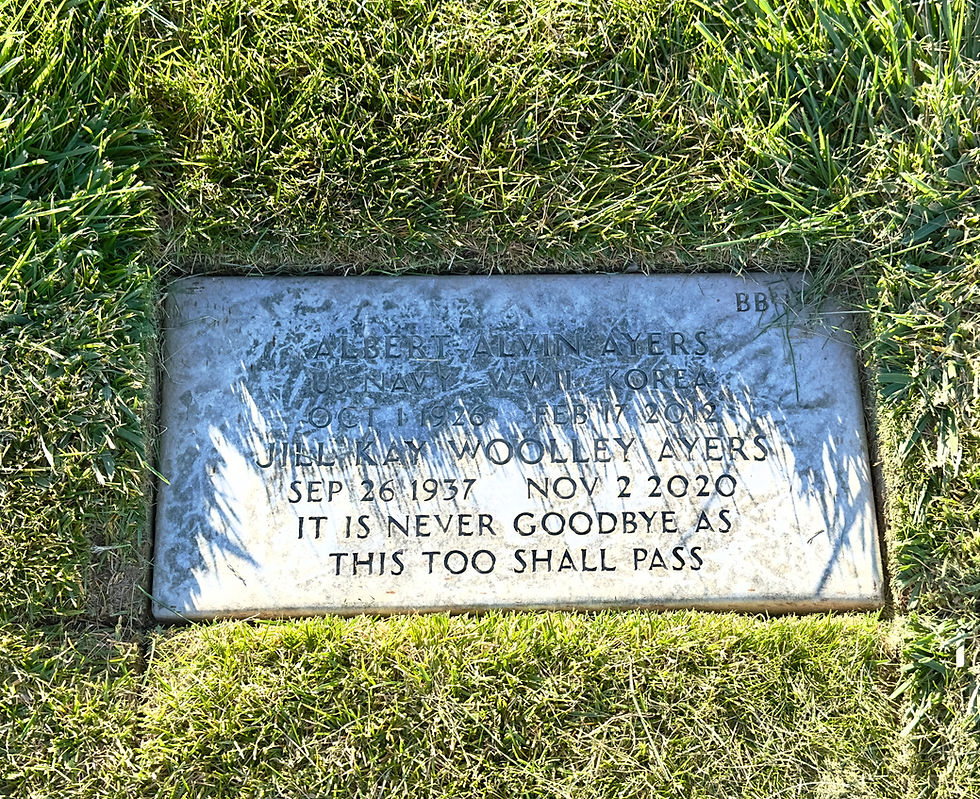 BB
ALBERT ALVIN AYERS
US NAVY WWII KOREA
OCT 1 1926 FEB 17 2012
JILL KAY WOOLLEY AYERS
SEP 26 1937 NOV 2 2020
IT IS NEVER GOODBYE AS
THIS TOO SHALL PASS